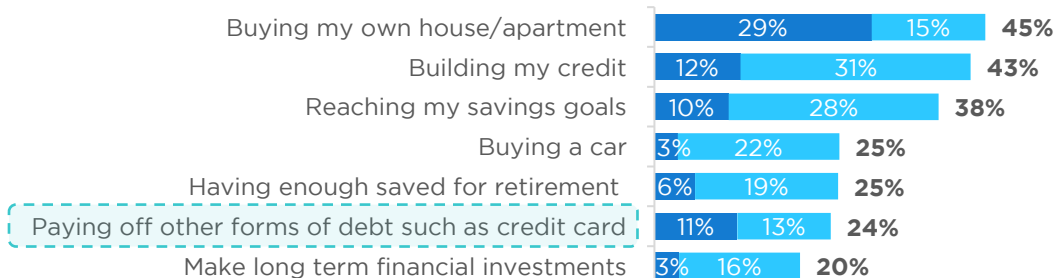 Buying my own house/apartment 29% 15% 45%
Building my credit 12% 31% 43%
Reaching my savings goals 10% 28% 38%
Buying a car 3% 22% 25%
Having enough saved for retirement 6% 19% 25%
Paying off other forms of debt such as credit card 11% 13% 24%
Make long term financial investments 3% 16% 20%